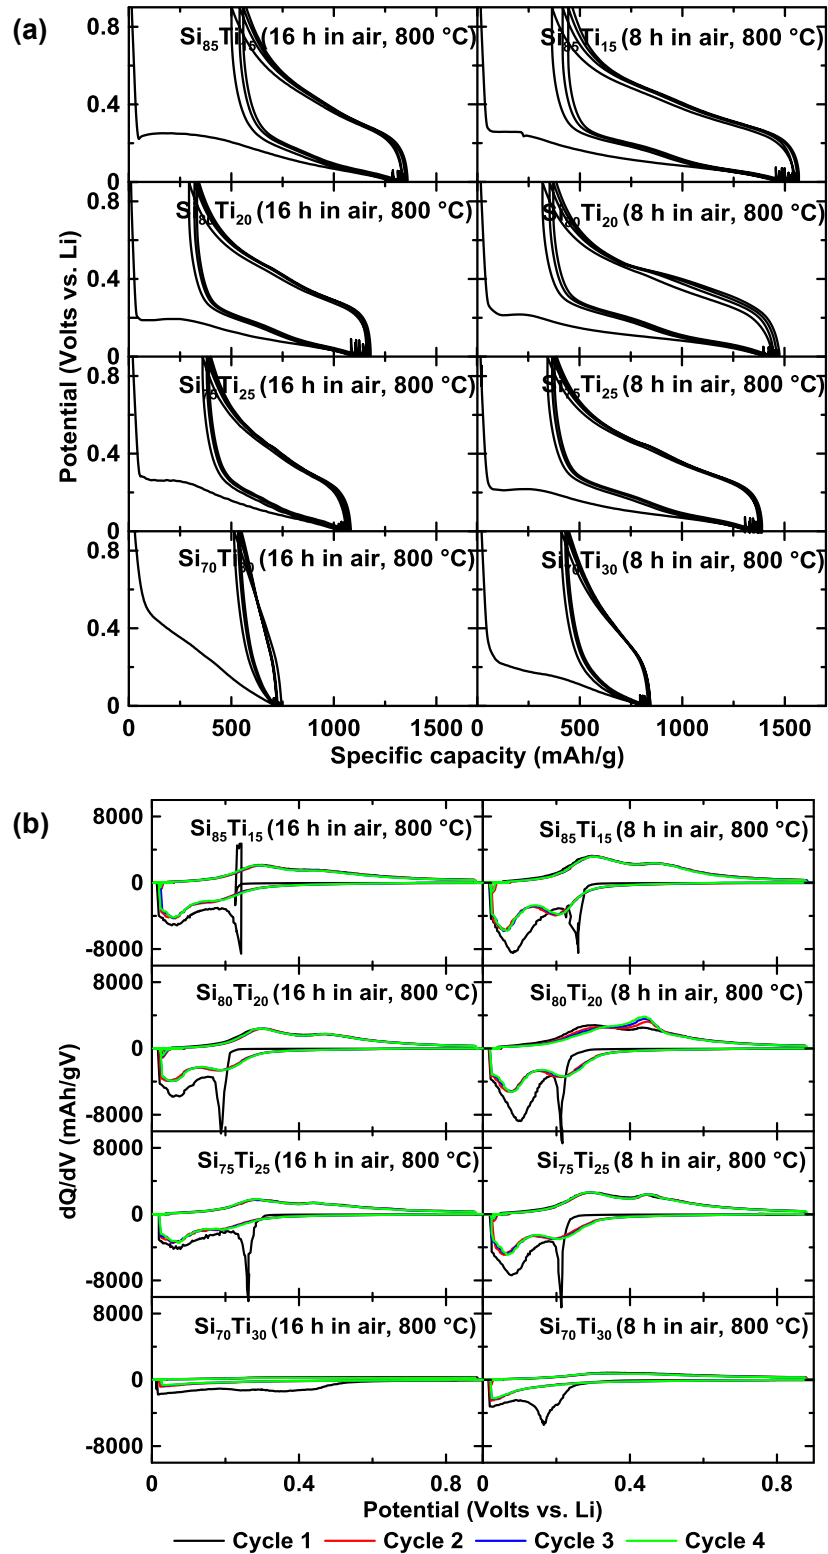 (a)
Si85Ti15 (16 h in air, 800 °C)
Si85Ti15 (8 h in air, 800 °C)
0.8
0.4
0
Si80Ti20 (16 h in air, 800 °C)
Si80Ti20 (8 h in air, 800 °C)
0.8
0.4
0
Si75Ti25 (16 h in air, 800 °C)
Si75Ti25 (8 h in air, 800 °C)
0.8
0.4
0
Si70Ti30 (16 h in air, 800 °C)
Si70Ti30 (8 h in air, 800 °C)
0.8
0.4
0
Potential (Volts vs. Li)
0 500 1000 1500 0 500 1000 1500
Specific capacity (mAh/g)
(b)
Si85Ti15 (16 h in air, 800 °C)
Si85Ti15 (8 h in air, 800 °C)
8000
0
-8000
Si80Ti20 (16 h in air, 800 °C)
Si80Ti20 (8 h in air, 800 °C)
8000
0
-8000
Si75Ti25 (16 h in air, 800 °C)
Si75Ti25 (8 h in air, 800 °C)
8000
0
-8000
Si70Ti30 (16 h in air, 800 °C)
Si70Ti30 (8 h in air, 800 °C)
8000
0
-8000
dQ/dV (mAh/gV)
0 0.4 0.8 0 0.4 0.8
Potential (Volts vs. Li)
Cycle 1 Cycle 2 Cycle 3 Cycle 4